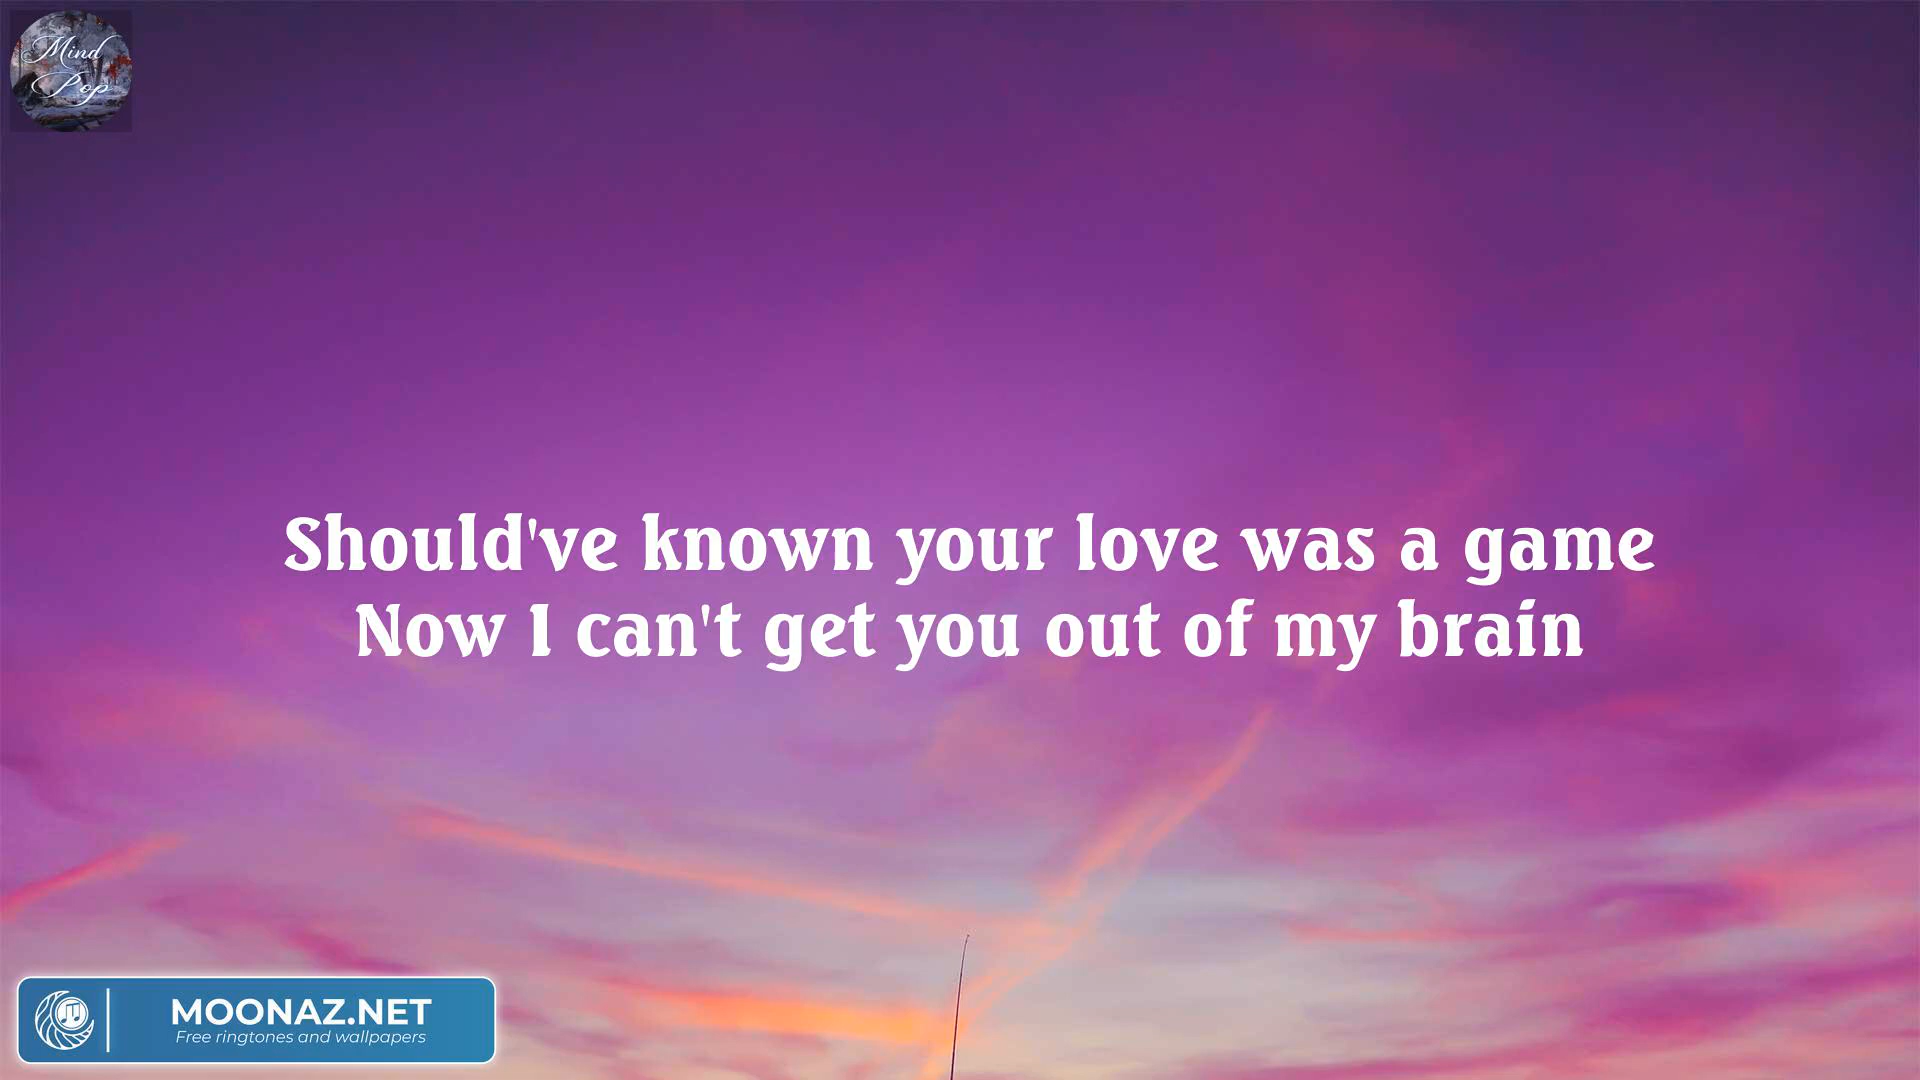 Mind
Pop
Should've known your love was a game
Now I can't get you out of my brain
MOONAZ.NET
Free ringtones and wallpapers